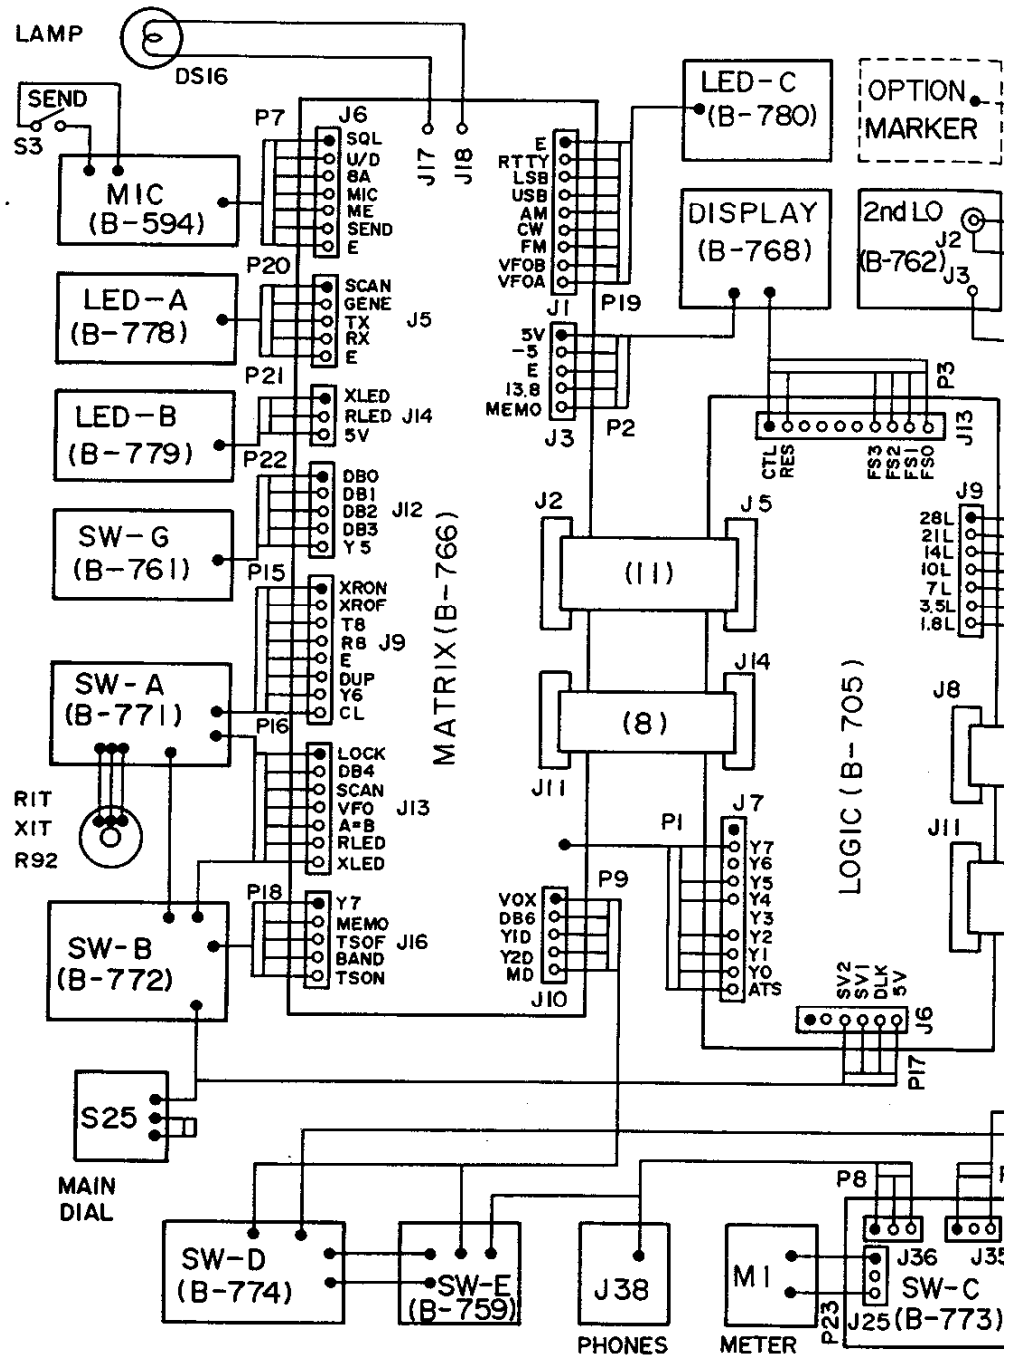 LAMP
DS16
SEND
S3
MIC
(B-594)
P7
J6
SQL
U/D
8A
MIC
ME
SEND
E
J17
J18
E
RTTY
LSB
USB
AM
CW
FM
VFOB
VFOA
J1
P19
LED-C
(B-780)
OPTION
MARKER
DISPLAY
(B-768)
2nd LO
J2
(B-762)
J3
P20
LED-A
(B-778)
SCAN
GENE
TX
RX
E
J5
5V
-5
E
13.8
MEMO
J3
P2
P21
LED-B
(B-779)
XLED
RLED
5V
J14
P3
J13
CTL
RES
FS3
FS2
FS1
FS0
P22
SW-G
(B-761)
DB0
DB1
DB2
DB3
Y5
J12
J2
(11)
J5
J9
28L
21L
14L
10L
7L
3.5L
1.8L
P15
XRON
XROF
T8
R8
E
DUP
Y6
CL
J9
MATRIX(B-766)
SW-A
(B-771)
P16
RIT
XIT
R92
LOCK
DB4
SCAN
VFO
A=B
RLED
XLED
J13
(8)
J11
J14
LOGIC(B-705)
J8
J11
P1
J7
Y7
Y6
Y5
Y4
Y3
Y2
Y1
Y0
ATS
P18
SW-B
(B-772)
Y7
MEMO
TSOF
BAND
TSON
J16
P9
VOX
DB6
Y1D
Y2D
MD
J10
SV2
SV1
DLK
5V
J6
P17
S25
MAIN
DIAL
SW-D
(B-774)
SW-E
(B-759)
J38
PHONES
M1
METER
P8
J36
J35
P23
J25
SW-C
(B-773)